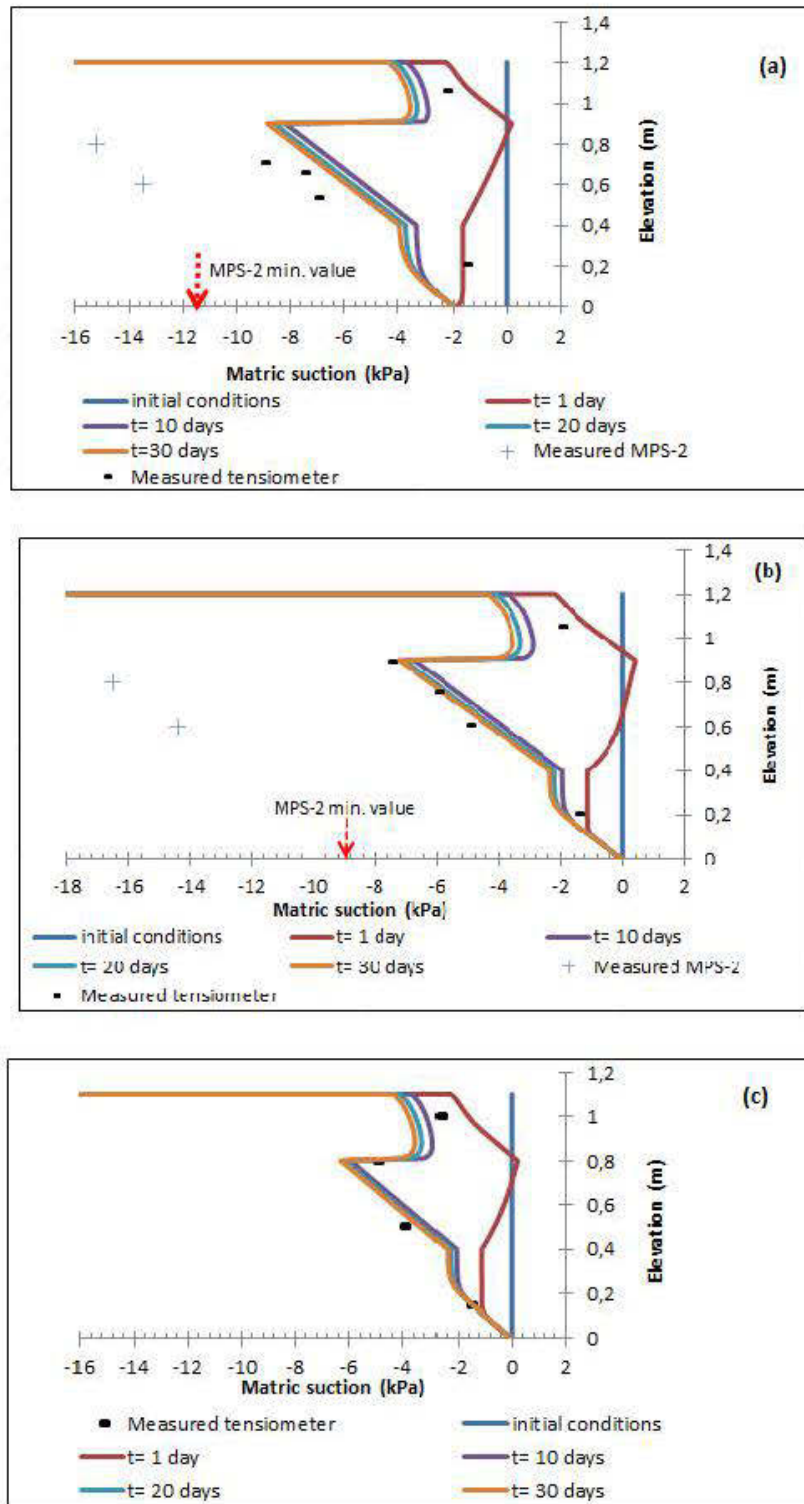 1,4
(a)
1,2
1
0,8
0,6
0,4
0,2
0
Elevation (m)
MPS-2 min. value
-16 -14 -12 -10 -8 -6 -4 -2 0 2
Matric suction (kPa)
initial conditions t= 1 day
t= 10 days t= 20 days
t=30 days Measured MPS-2
Measured tensiometer
1,4
(b)
1,2
1
0,8
0,6
0,4
0,2
0
Elevation (m)
MPS-2 min. value
-18 -16 -14 -12 -10 -8 -6 -4 -2 0 2
Matric suction (kPa)
initial conditions t= 1 day t= 10 days
t= 20 days t= 30 days Measured MPS-2
Measured tensiometer
1,2
(c)
1
0,8
0,6
0,4
0,2
0
Elevation (m)
-16 -14 -12 -10 -8 -6 -4 -2 0 2
Matric suction (kPa)
Measured tensiometer initial conditions
t= 1 day t= 10 days
t= 20 days t= 30 days